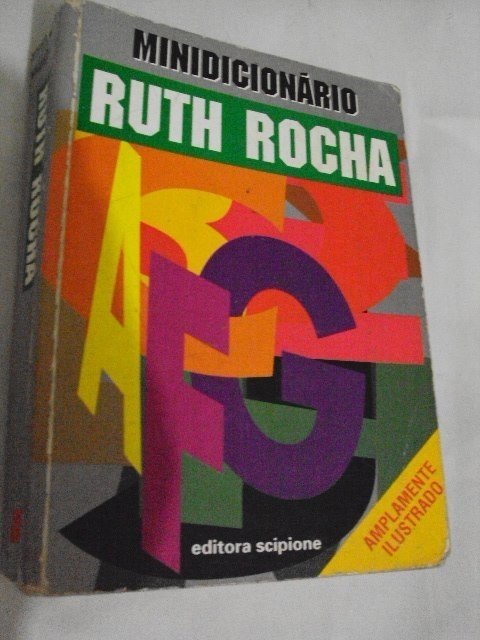 MINIDICIONÁRIO
RUTH ROCHA
A
F
G
AMPLAMENTE
ILUSTRADO
editora scipione
RUTH ROCHA